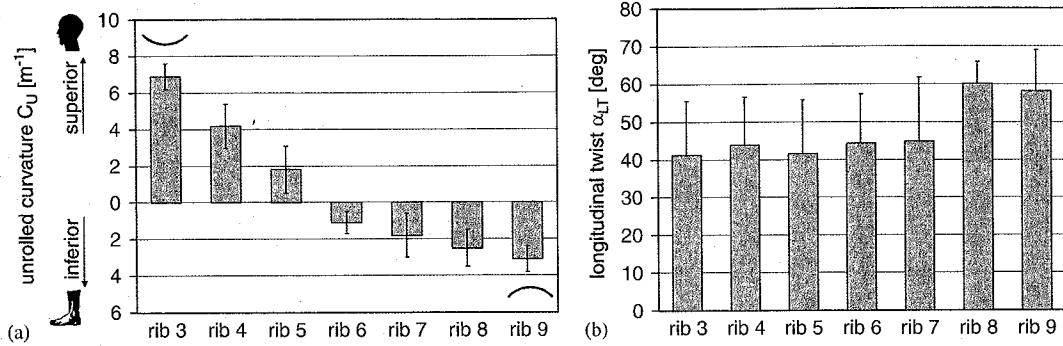 10
8
6
4
2
0
2
4
6
unrolled curvature C_U [m⁻¹]
superior
inferior
rib 3 rib 4 rib 5 rib 6 rib 7 rib 8 rib 9
(a)
80
70
60
50
40
30
20
10
0
longitudinal twist α_LT [deg]
rib 3 rib 4 rib 5 rib 6 rib 7 rib 8 rib 9
(b)